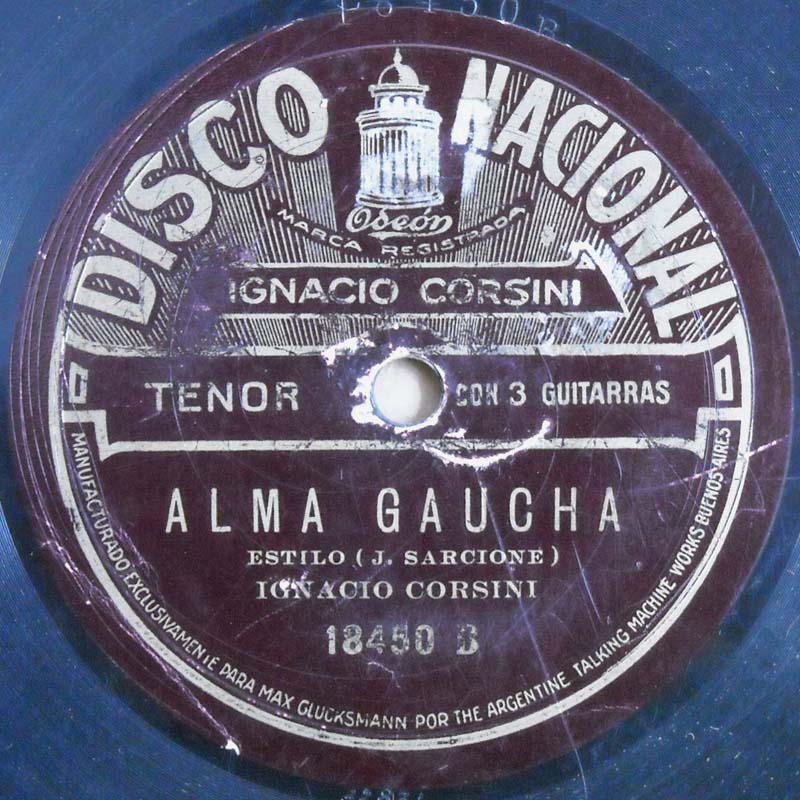 18450 B
DISCO NACIONAL
Odeón
MARCA REGISTRADA
IGNACIO CORSINI
TENOR CON 3 GUITARRAS
ALMA GAUCHA
ESTILO (J. SARCIONE)
IGNACIO CORSINI
18450 B
MANUFACTURADO EXCLUSIVAMENTE PARA MAX GLUCKSMANN POR THE ARGENTINE TALKING MACHINE WORKS BUENOS AIRES